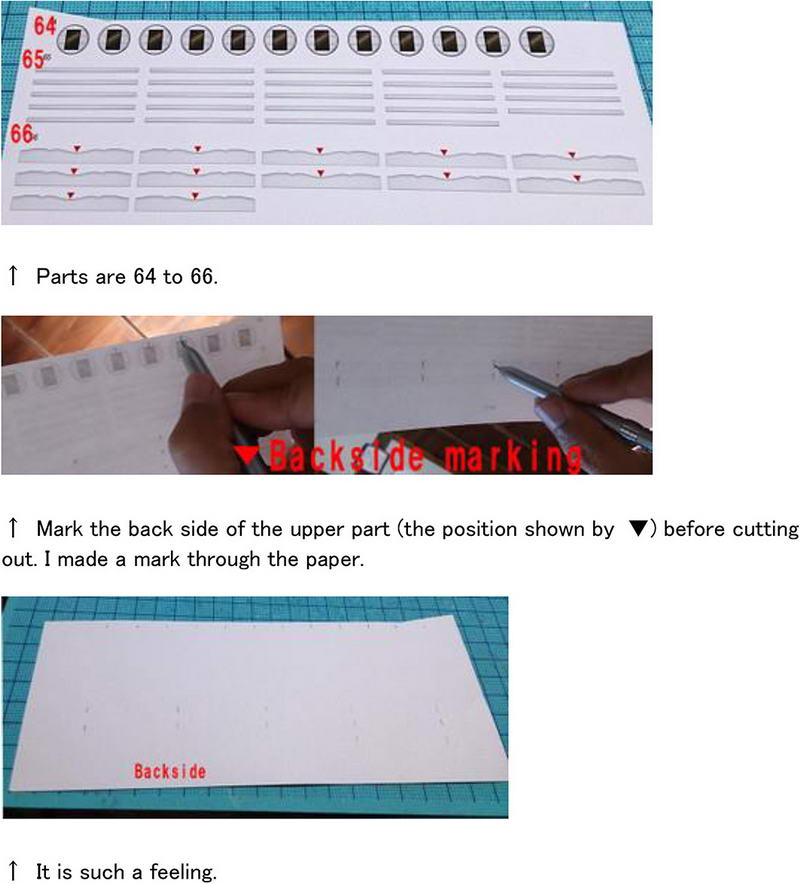 64
65
66
↑ Parts are 64 to 66.
▼Backside marking
↑ Mark the back side of the upper part (the position shown by ▼) before cutting
out. I made a mark through the paper.
Backside
↑ It is such a feeling.